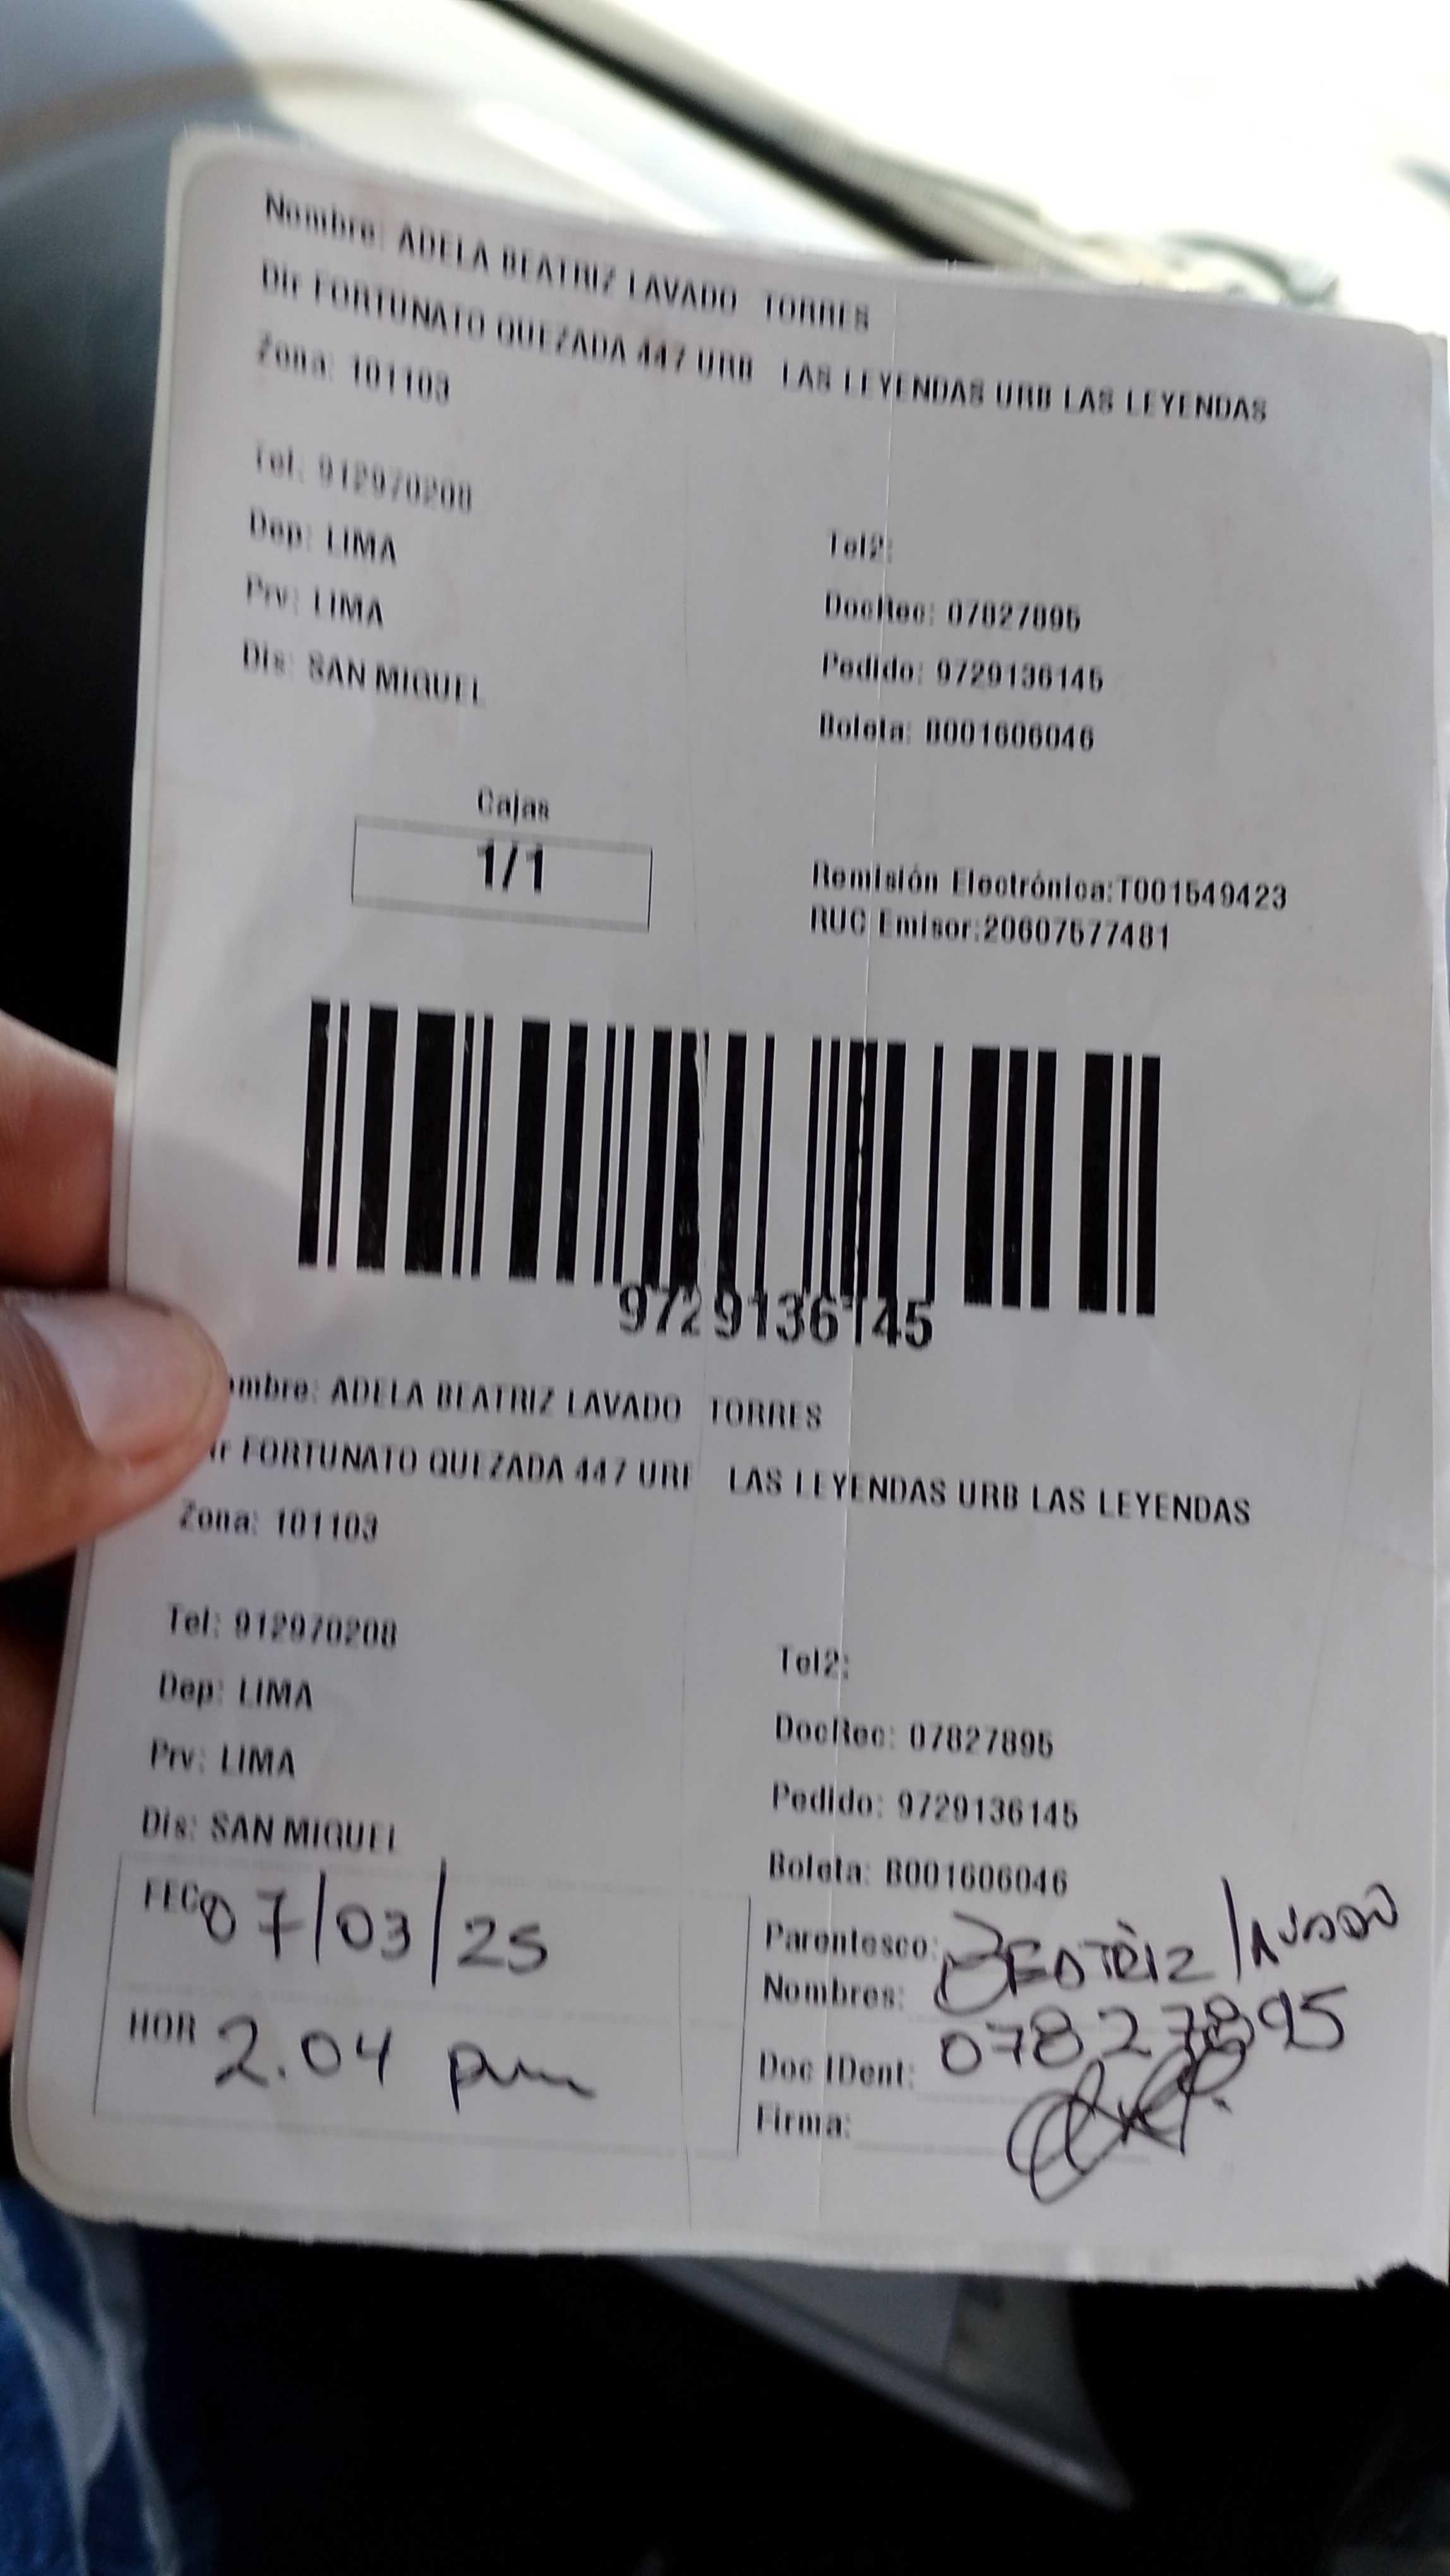 Nombre: ADELA BEATRIZ LAVADO TORRES
Dir FORTUNATO QUEZADA 447 URB LAS LEYENDAS URB LAS LEYENDAS
Zona: 101103
Tel: 912970208
Dep: LIMA
Tel2:
Prv: LIMA
DocRec: 07827895
Dis: SAN MIGUEL
Pedido: 9729136145
Boleta: B001606046
Cajas
1/1
Remisión Electrónica:T001549423
RUC Emisor:20607577481
9729136145
ombre: ADELA BEATRIZ LAVADO TORRES
ir FORTUNATO QUEZADA 447 URB LAS LEYENDAS URB LAS LEYENDAS
Zona: 101103
Tel: 912970208
Tel2:
Dep: LIMA
DocRec: 07827895
Prv: LIMA
Pedido: 9729136145
Dis: SAN MIGUEL
Boleta: B001606046
FEC 07/03/25
Parentesco:
Nombres: BEATRIZ LAVADO
HOR 2.04 pm
Doc IDent: 07827895
Firma: